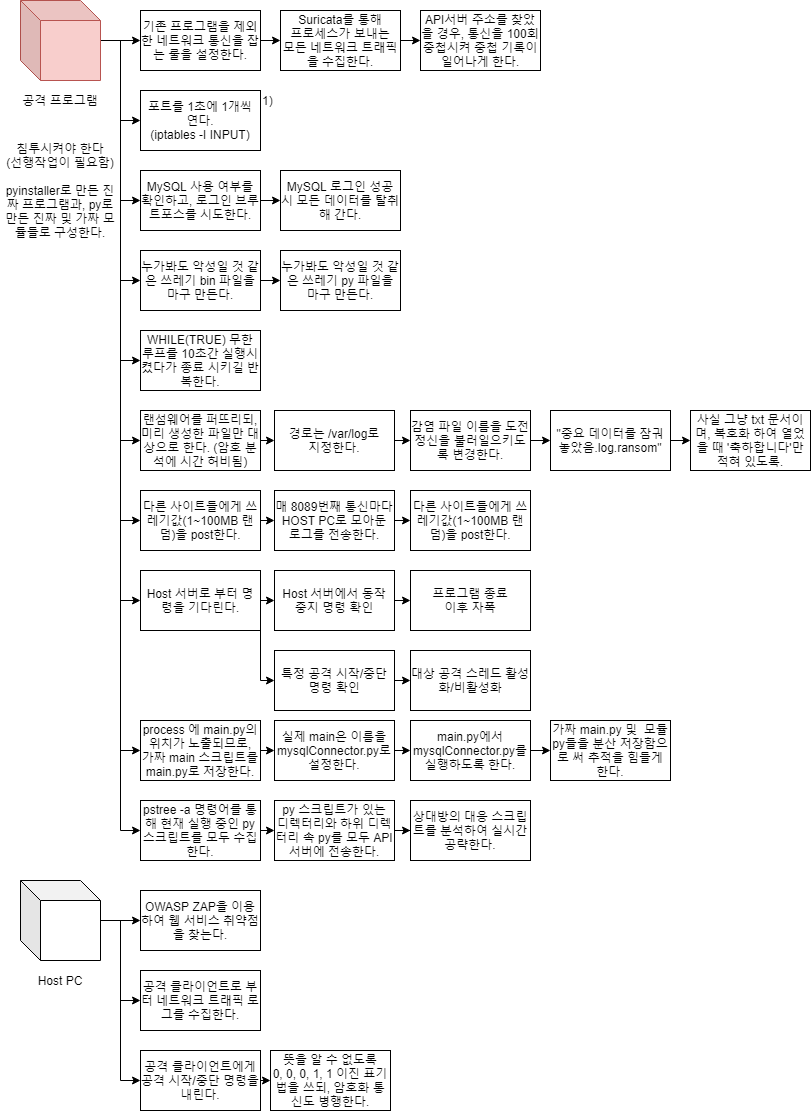 기존 프로그램을 제외
한 네트워크 통신을 잡
는 룰을 설정한다.
Suricata를 통해
프로세스가 보내는
모든 네트워크 트래픽
을 수집한다.
API서버 주소를 찾았
을 경우, 통신을 100회
중첩시켜 중첩 기록이
일어나게 한다.
공격 프로그램
침투시켜야 한다
(선행작업이 필요함)
pyinstaller로 만든 진
짜 프로그램과, py로
만든 진짜 및 가짜 모
듈들로 구성한다.
포트를 1초에 1개씩
연다.
(iptables -I INPUT)
1)
MySQL 사용 여부를
확인하고, 로그인 브루
트포스를 시도한다.
MySQL 로그인 성공
시 모든 데이터를 탈취
해 간다.
누가봐도 악성일 것 같
은 쓰레기 bin 파일을
마구 만든다.
누가봐도 악성일 것 같
은 쓰레기 py 파일을
마구 만든다.
WHILE(TRUE) 무한
루프를 10초간 실행시
켰다가 종료 시키길 반
복한다.
랜섬웨어를 퍼뜨리되,
미리 생성한 파일만 대
상으로 한다. (암호 분
석에 시간 허비됨)
경로는 /var/log로
지정한다.
감염 파일 이름을 도전
정신을 불러일으키도
록 변경한다.
"중요 데이터를 잠궈
놓았음.log.ransom"
사실 그냥 txt 문서이
며, 복호화 하여 열었
을 때 '축하합니다'만
적혀 있도록.
다른 사이트들에게 쓰
레기값(1~100MB 랜
덤)을 post한다.
매 8089번째 통신마다
HOST PC로 모아둔
로그를 전송한다.
다른 사이트들에게 쓰
레기값(1~100MB 랜
덤)을 post한다.
Host 서버로 부터 명
령을 기다린다.
Host 서버에서 동작
중지 명령 확인
프로그램 종료
이후 자폭
특정 공격 시작/중단
명령 확인
대상 공격 스레드 활성
화/비활성화
process 에 main.py의
위치가 노출되므로,
가짜 main 스크립트를
main.py로 저장한다.
실제 main은 이름을
mysqlConnector.py로
설정한다.
main.py에서
mysqlConnector.py를
실행하도록 한다.
가짜 main.py 및 모듈
py들을 분산 저장함으
로 써 추적을 힘들게
한다.
pstree -a 명령어를 통
해 현재 실행 중인 py
스크립트를 모두 수집
한다.
py 스크립트가 있는
디렉터리와 하위 디렉
터리 속 py를 모두 API
서버에 전송한다.
상대방의 대응 스크립
트를 분석하여 실시간
공략한다.
Host PC
OWASP ZAP을 이용
하여 웹 서비스 취약점
을 찾는다.
공격 클라이언트로 부
터 네트워크 트래픽 로
그를 수집한다.
공격 클라이언트에게
공격 시작/중단 명령을
내린다.
뜻을 알 수 없도록
0, 0, 0, 1, 1 이진 표기
법을 쓰되, 암호화 통
신도 병행한다.